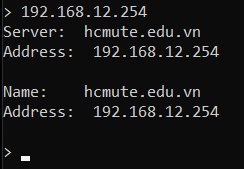 > 192.168.12.254
Server:  hcmute.edu.vn
Address:  192.168.12.254

Name:    hcmute.edu.vn
Address:  192.168.12.254

>